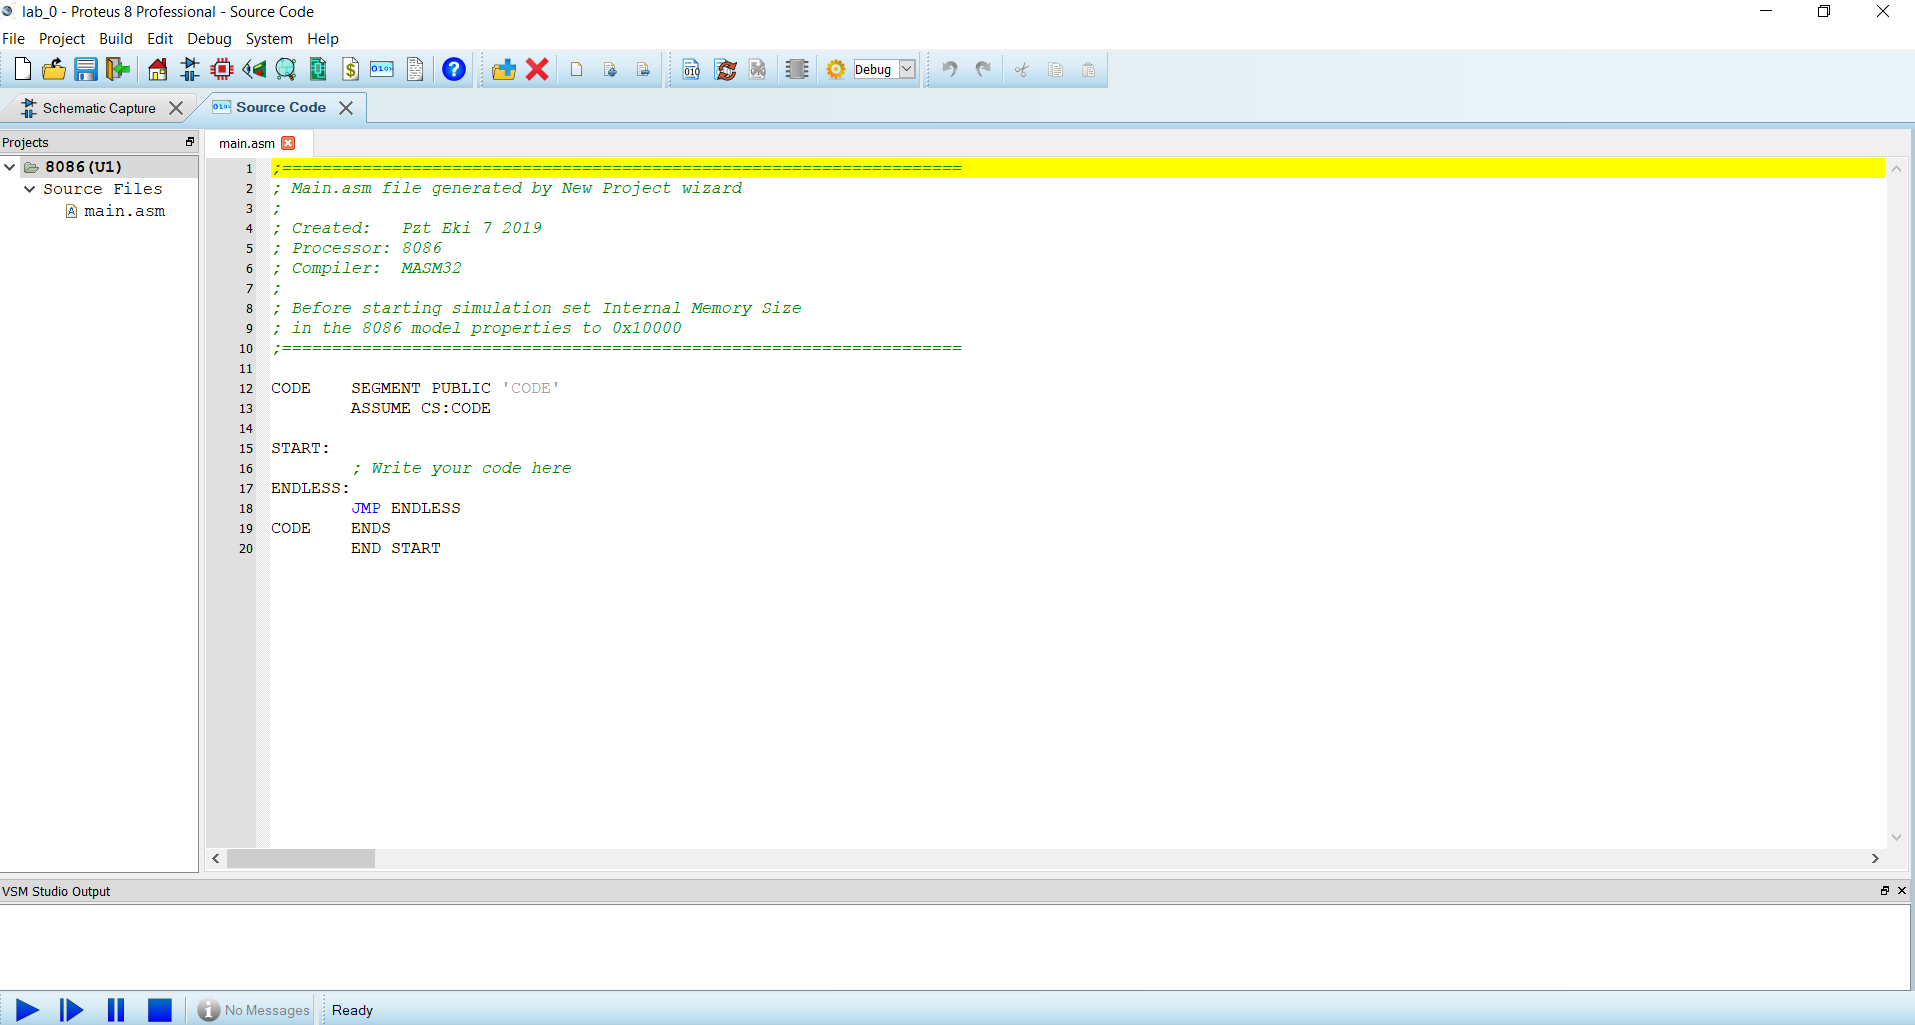 lab_0 - Proteus 8 Professional - Source Code
File Project Build Edit Debug System Help
Debug
Schematic Capture
Source Code
Projects
8086 (U1)
Source Files
main.asm
main.asm
1 ;====================================================================
2 ; Main.asm file generated by New Project wizard
3 ;
4 ; Created:   Pzt Eki 7 2019
5 ; Processor: 8086
6 ; Compiler:  MASM32
7 ;
8 ; Before starting simulation set Internal Memory Size
9 ; in the 8086 model properties to 0x10000
10 ;====================================================================
11
12 CODE    SEGMENT PUBLIC 'CODE'
13         ASSUME CS:CODE
14
15 START:
16         ; Write your code here
17 ENDLESS:
18         JMP ENDLESS
19 CODE    ENDS
20         END START
VSM Studio Output
No Messages
Ready